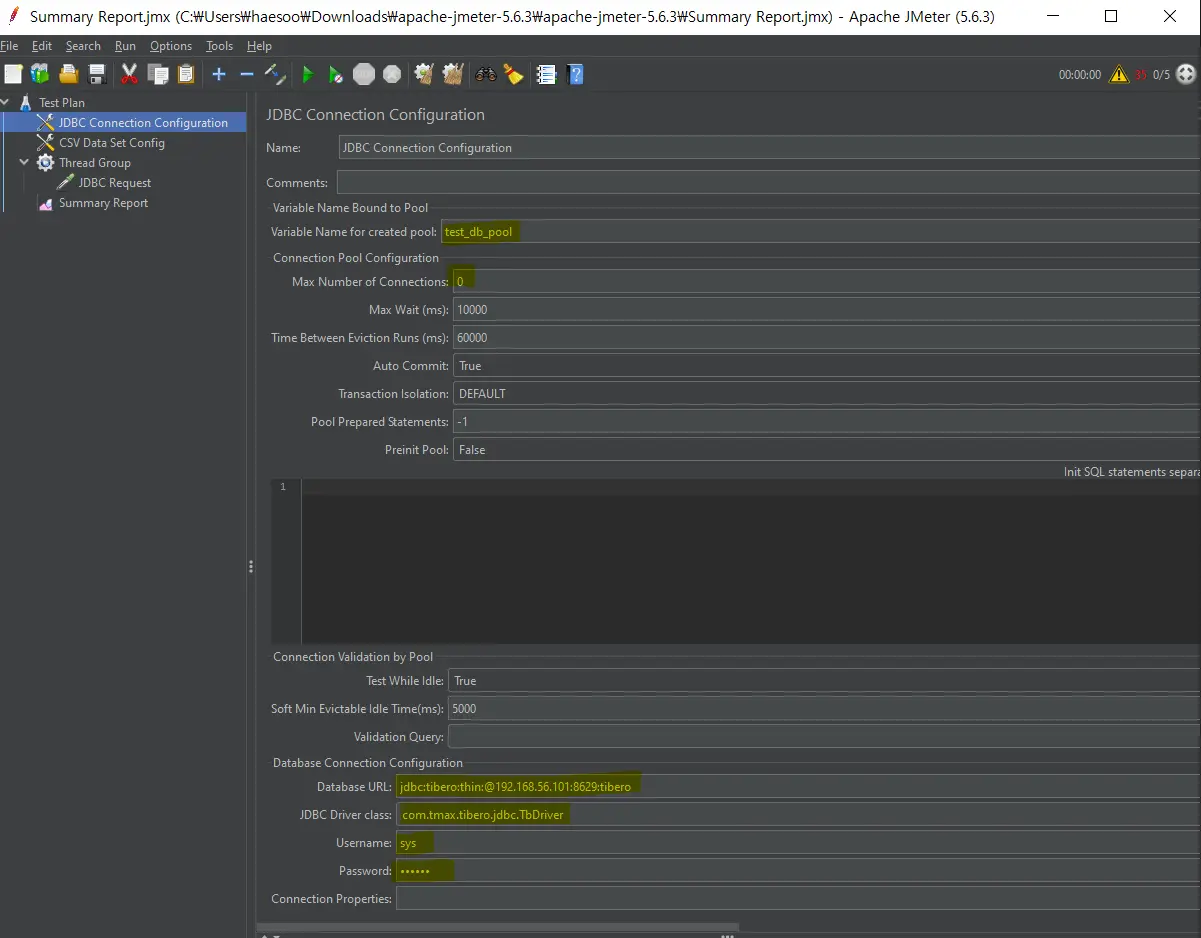 Summary Report.jmx (C:₩Users₩haesoo₩Downloads₩apache-jmeter-5.6.3₩apache-jmeter-5.6.3₩Summary Report.jmx) - Apache JMeter (5.6.3)
File Edit Search Run Options Tools Help
00:00:00 38 0/5
Test Plan
JDBC Connection Configuration
CSV Data Set Config
Thread Group
JDBC Request
Summary Report
JDBC Connection Configuration
Name: JDBC Connection Configuration
Comments:
Variable Name Bound to Pool
Variable Name for created pool: test_db_pool
Connection Pool Configuration
Max Number of Connections: 0
Max Wait (ms): 10000
Time Between Eviction Runs (ms): 60000
Auto Commit: True
Transaction Isolation: DEFAULT
Pool Prepared Statements: -1
Preinit Pool: False
Init SQL statements separa
1
Connection Validation by Pool
Test While Idle: True
Soft Min Evictable Idle Time(ms): 5000
Validation Query:
Database Connection Configuration
Database URL: jdbc:tibero:thin:@192.168.56.101:8629:tibero
JDBC Driver class: com.tmax.tibero.jdbc.TbDriver
Username: sys
Password: ••••••
Connection Properties: